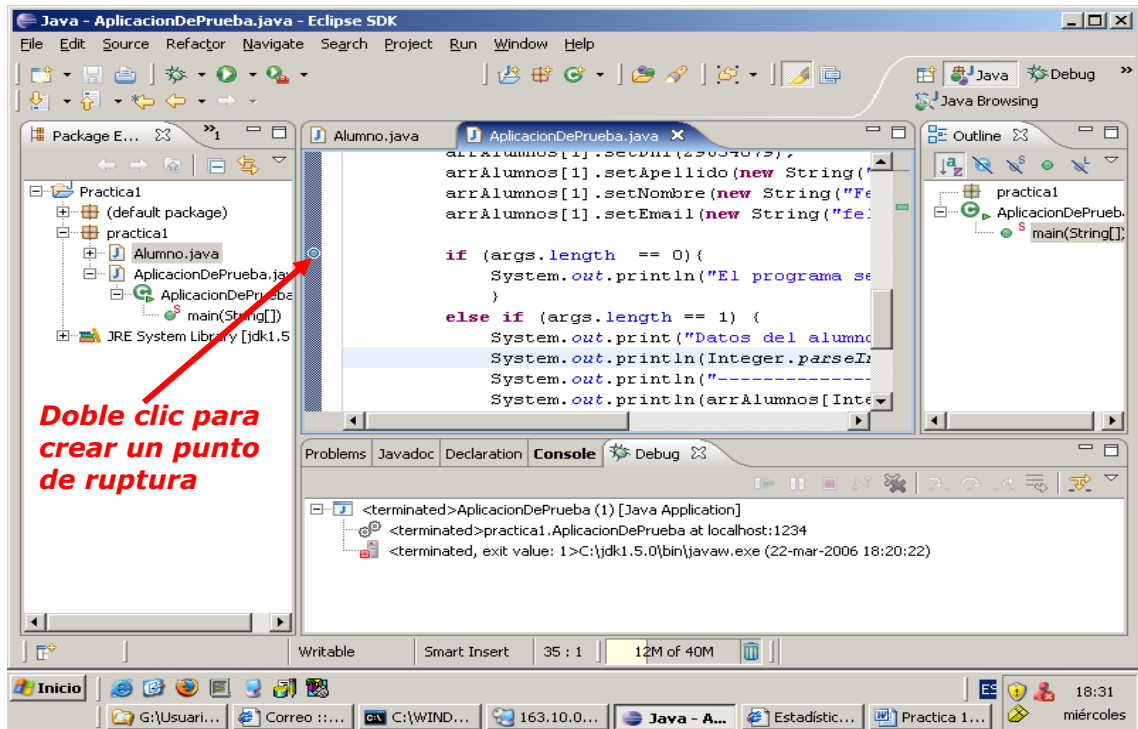 Java - AplicacionDePrueba.java - Eclipse SDK
File Edit Source Refactor Navigate Search Project Run Window Help
Java Debug »
Java Browsing
Package E... »1
Alumno.java AplicacionDePrueba.java
Outline
Practica1
(default package)
practica1
Alumno.java
AplicacionDePrueba.jav
AplicacionDePrueba
main(String[])
JRE System Library [jdk1.5
arrAlumnos[1].setDni(29654879);
arrAlumnos[1].setApellido(new String("
arrAlumnos[1].setNombre(new String("Fe
arrAlumnos[1].setEmail(new String("fe
if (args.length == 0){
System.out.println("El programa se
}
else if (args.length == 1) {
System.out.print("Datos del alumno
System.out.println(Integer.parseIn
System.out.println("--------------
System.out.println(arrAlumnos[Inte
practica1
AplicacionDePrueb
main(String[])
Doble clic para
crear un punto
de ruptura
Problems Javadoc Declaration Console Debug
<terminated>AplicacionDePrueba (1) [Java Application]
<terminated>practica1.AplicacionDePrueba at localhost:1234
<terminated, exit value: 1>C:\jdk1.5.0\bin\javaw.exe (22-mar-2006 18:20:22)
Writable Smart Insert 35 : 1 12M of 40M
Inicio
ES
18:31
G:\Usuari... Correo ::... C:\WIND... 163.10.0... Java - A... Estadístic... Practica 1...
miércoles